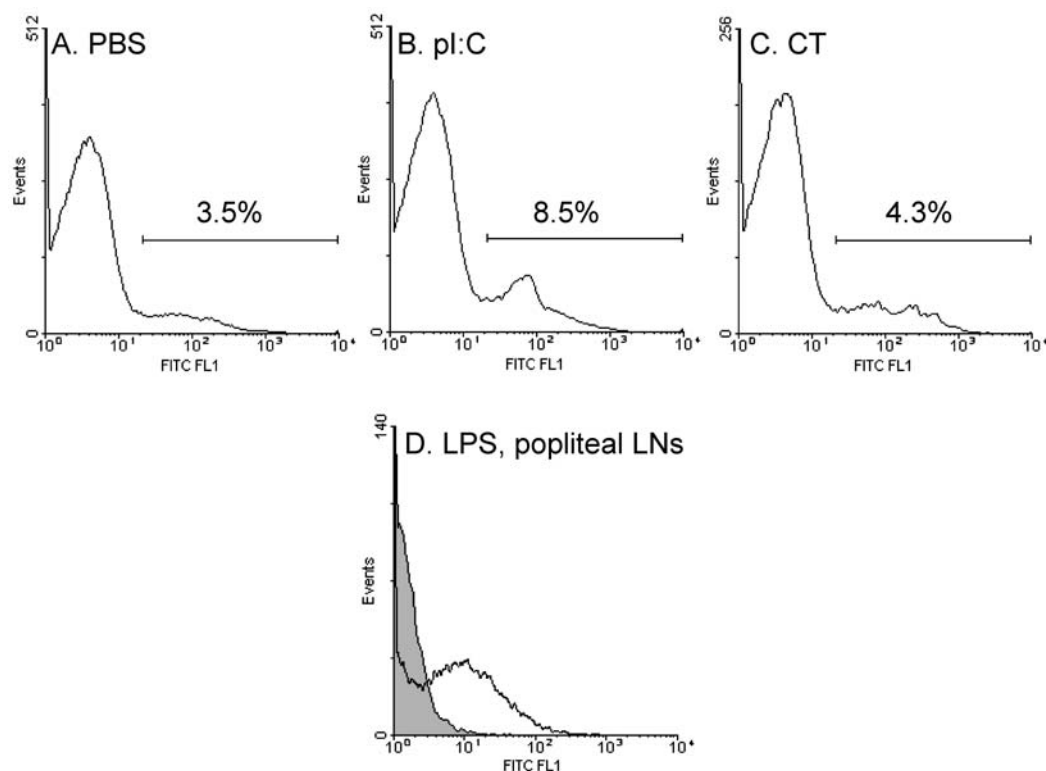 A. PBS
512
Events
0
3.5%
10⁰ 10¹ 10² 10³ 10⁴
FITC FL1
B. pI:C
512
Events
0
8.5%
10⁰ 10¹ 10² 10³ 10⁴
FITC FL1
C. CT
256
Events
0
4.3%
10⁰ 10¹ 10² 10³ 10⁴
FITC FL1
D. LPS, popliteal LNs
140
Events
0
10⁰ 10¹ 10² 10³ 10⁴
FITC FL1